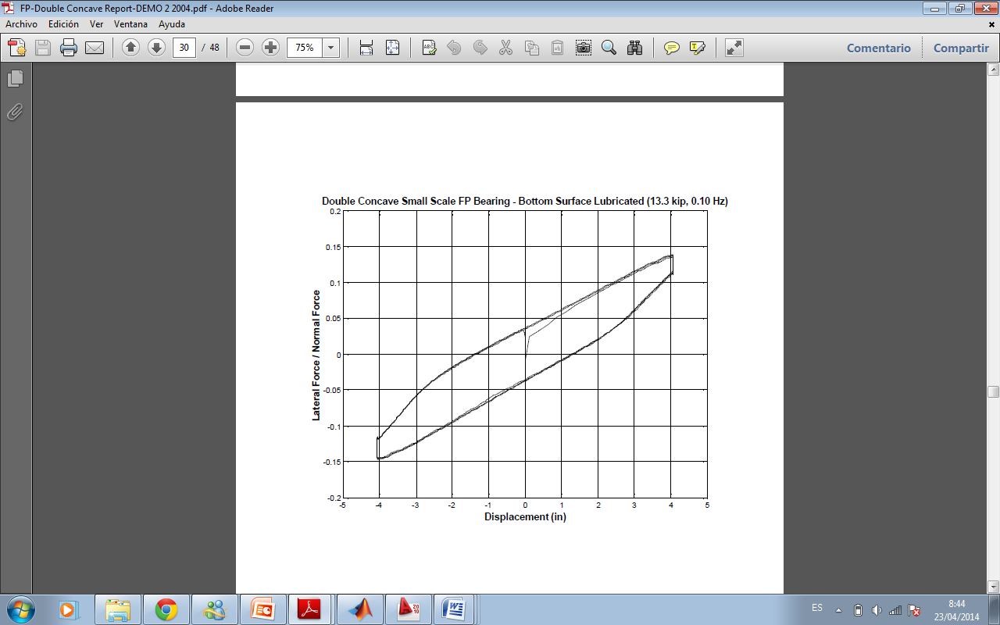 FP-Double Concave Report-DEMO 2 2004.pdf - Adobe Reader
Archivo Edición Ver Ventana Ayuda
30 / 48 75% Comentario Compartir
Double Concave Small Scale FP Bearing - Bottom Surface Lubricated (13.3 kip, 0.10 Hz)
0.2
0.15
0.1
0.05
0
-0.05
-0.1
-0.15
-0.2
Lateral Force / Normal Force
-5 -4 -3 -2 -1 0 1 2 3 4 5
Displacement (in)
ES
8:44
23/04/2014